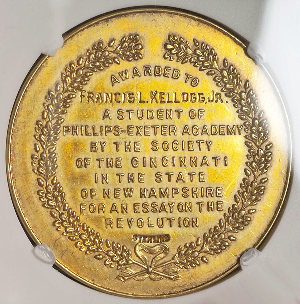 AWARDED TO
FRANCIS L. KELLOGG, JR.
A STUDENT OF
PHILLIPS-EXETER ACADEMY
BY THE SOCIETY
OF THE CINCINNATI
IN THE STATE
OF NEW HAMPSHIRE
FOR AN ESSAY ON THE
REVOLUTION
STERLING